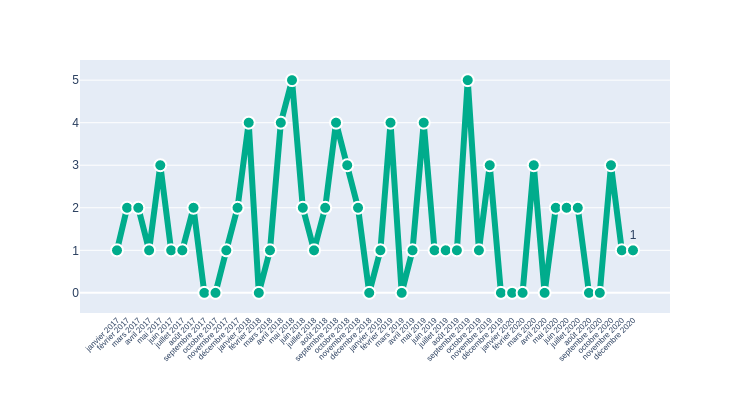 5
4
3
2
1
0
1
janvier 2017
février 2017
mars 2017
avril 2017
mai 2017
juin 2017
juillet 2017
août 2017
septembre 2017
octobre 2017
novembre 2017
décembre 2017
janvier 2018
février 2018
mars 2018
avril 2018
mai 2018
juin 2018
juillet 2018
août 2018
septembre 2018
octobre 2018
novembre 2018
décembre 2018
janvier 2019
février 2019
mars 2019
avril 2019
mai 2019
juin 2019
juillet 2019
août 2019
septembre 2019
octobre 2019
novembre 2019
décembre 2019
janvier 2020
février 2020
mars 2020
avril 2020
mai 2020
juin 2020
juillet 2020
août 2020
septembre 2020
octobre 2020
novembre 2020
décembre 2020